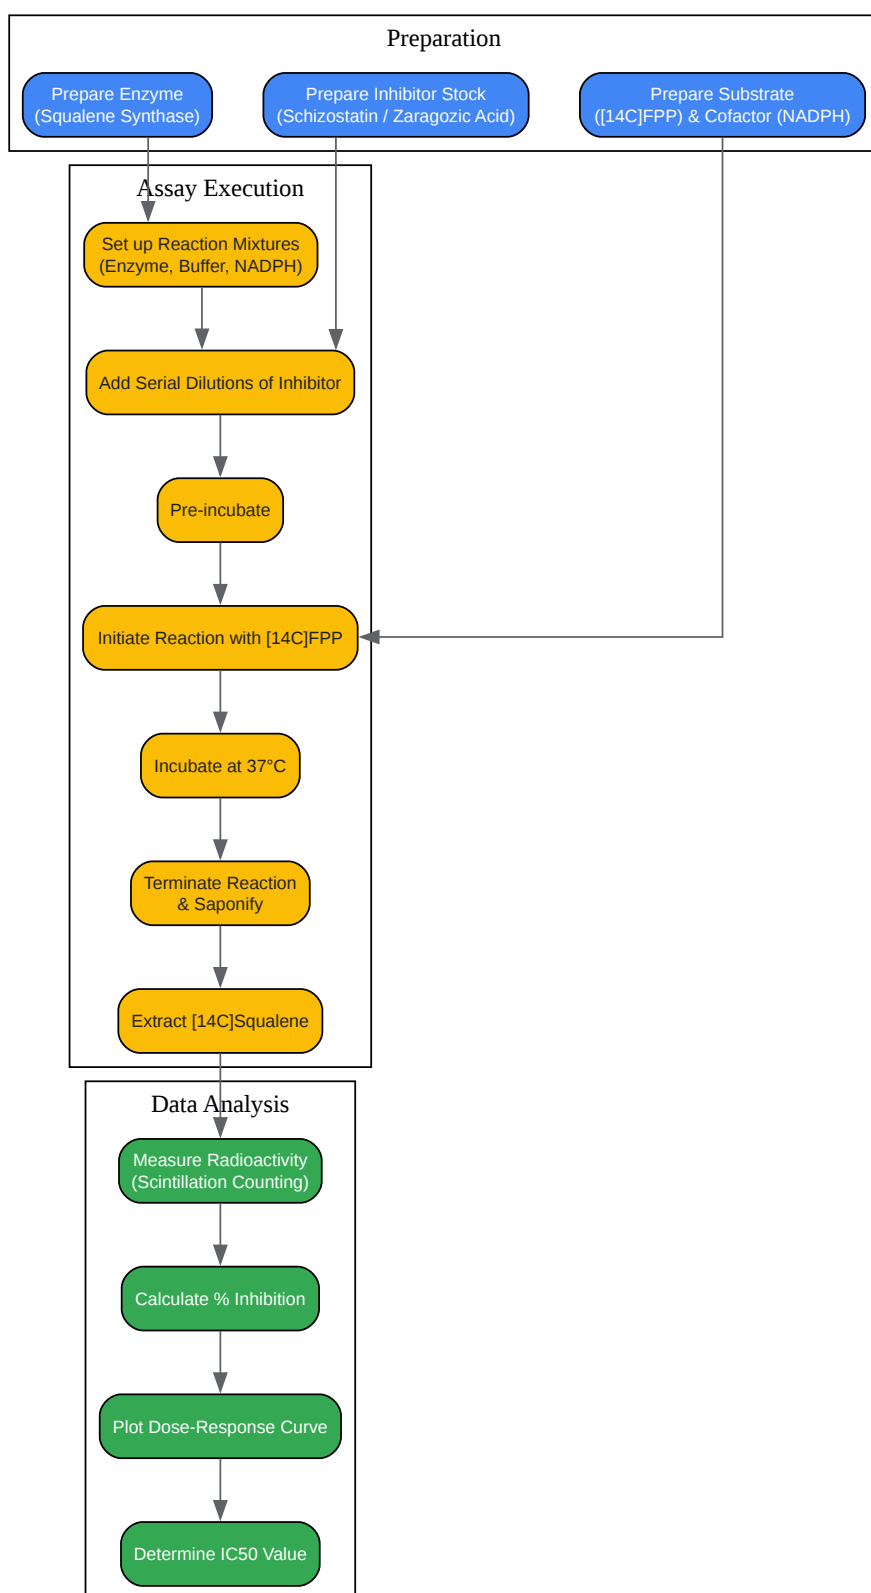 Preparation
Prepare Enzyme
(Squalene Synthase)
Prepare Inhibitor Stock
(Schizostatin / Zaragozic Acid)
Prepare Substrate
([14C]FPP) & Cofactor (NADPH)
Assay Execution
Set up Reaction Mixtures
(Enzyme, Buffer, NADPH)
Add Serial Dilutions of Inhibitor
Pre-incubate
Initiate Reaction with [14C]FPP
Incubate at 37°C
Terminate Reaction
& Saponify
Extract [14C]Squalene
Data Analysis
Measure Radioactivity
(Scintillation Counting)
Calculate % Inhibition
Plot Dose-Response Curve
Determine IC50 Value